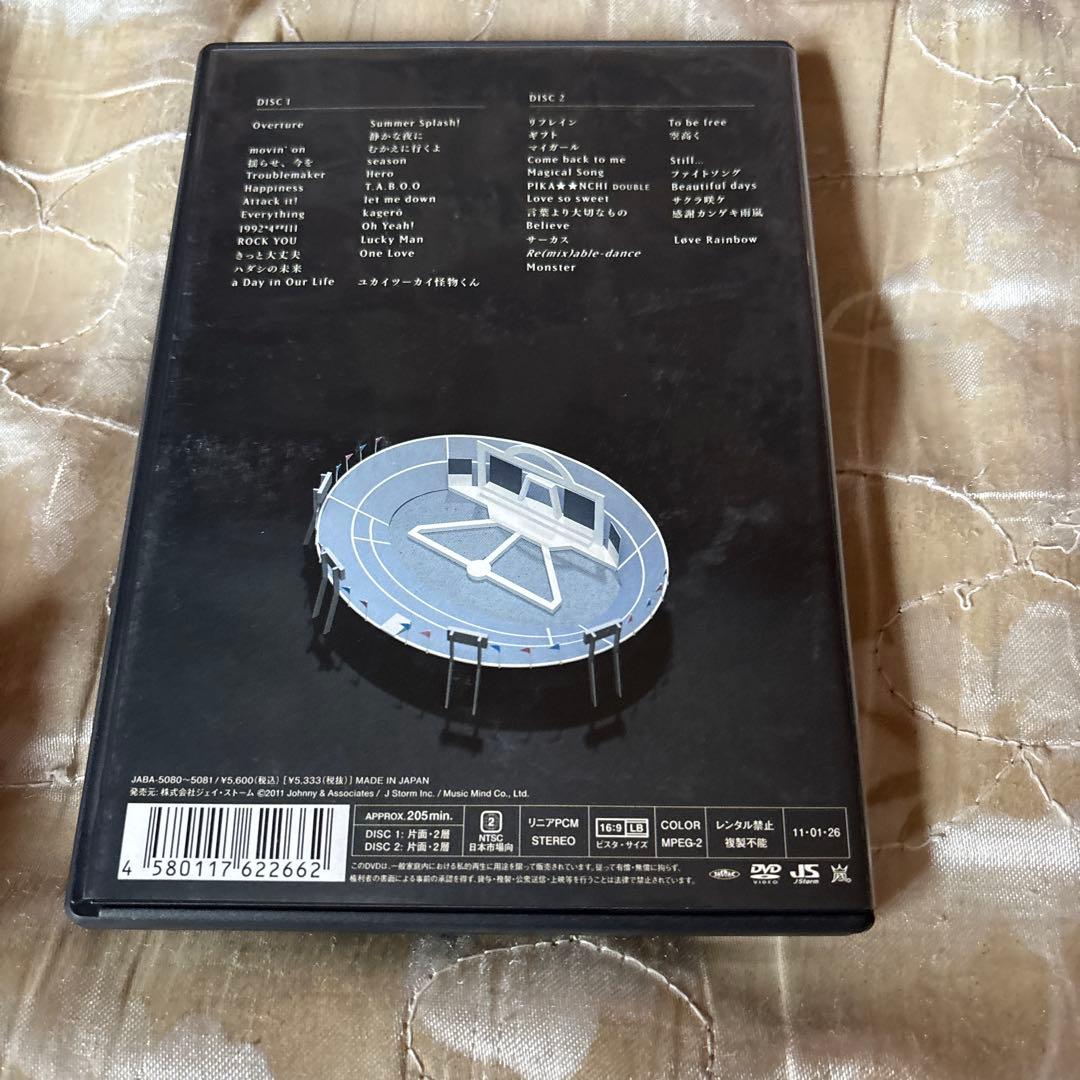 DISC 1
Overture
movin' on
揺らせ、今を
Troublemaker
Happiness
Attack it!
Everything
1992*4**111
ROCK YOU
きっと大丈夫
ハダシの未来
a Day in Our Life
Summer Splash!
静かな夜に
むかえに行くよ
season
Hero
T.A.B.O.O
let me down
kagerō
Oh Yeah!
Lucky Man
One Love
ユカイツーカイ怪物くん
DISC 2
リフレイン
ギフト
マイガール
Come back to me
Magical Song
PIKA★★NCHI DOUBLE
Love so sweet
言葉より大切なもの
Believe
サーカス
Re(mix)able-dance
Monster
To be free
空高く
Still...
ファイトソング
Beautiful days
サクラ咲ケ
感謝カンゲキ雨嵐
Løve Rainbow
JABA-5080〜5081/¥5,600(税込)[¥5,333(税抜)] MADE IN JAPAN
発売元: 株式会社ジェイ・ストーム ©2011 Johnny & Associates / J Storm Inc. / Music Mind Co., Ltd.
4 580117 622662
APPROX. 205min.
DISC 1: 片面・2層
DISC 2: 片面・2層
2
NTSC
日本市場向
リニアPCM
STEREO
16:9 LB
ビスタ・サイズ
COLOR
MPEG-2
レンタル禁止
複製不能
11・01・26
このDVDは、一般家庭内における私的再生に用途を限って販売されています。従って有償・無償に拘らず、
権利者の書面による事前の承認を得ず、貸与・複製・公衆送信・上映等を行うことは法律で禁止されています。
DVD
VIDEO
JS
JStorm